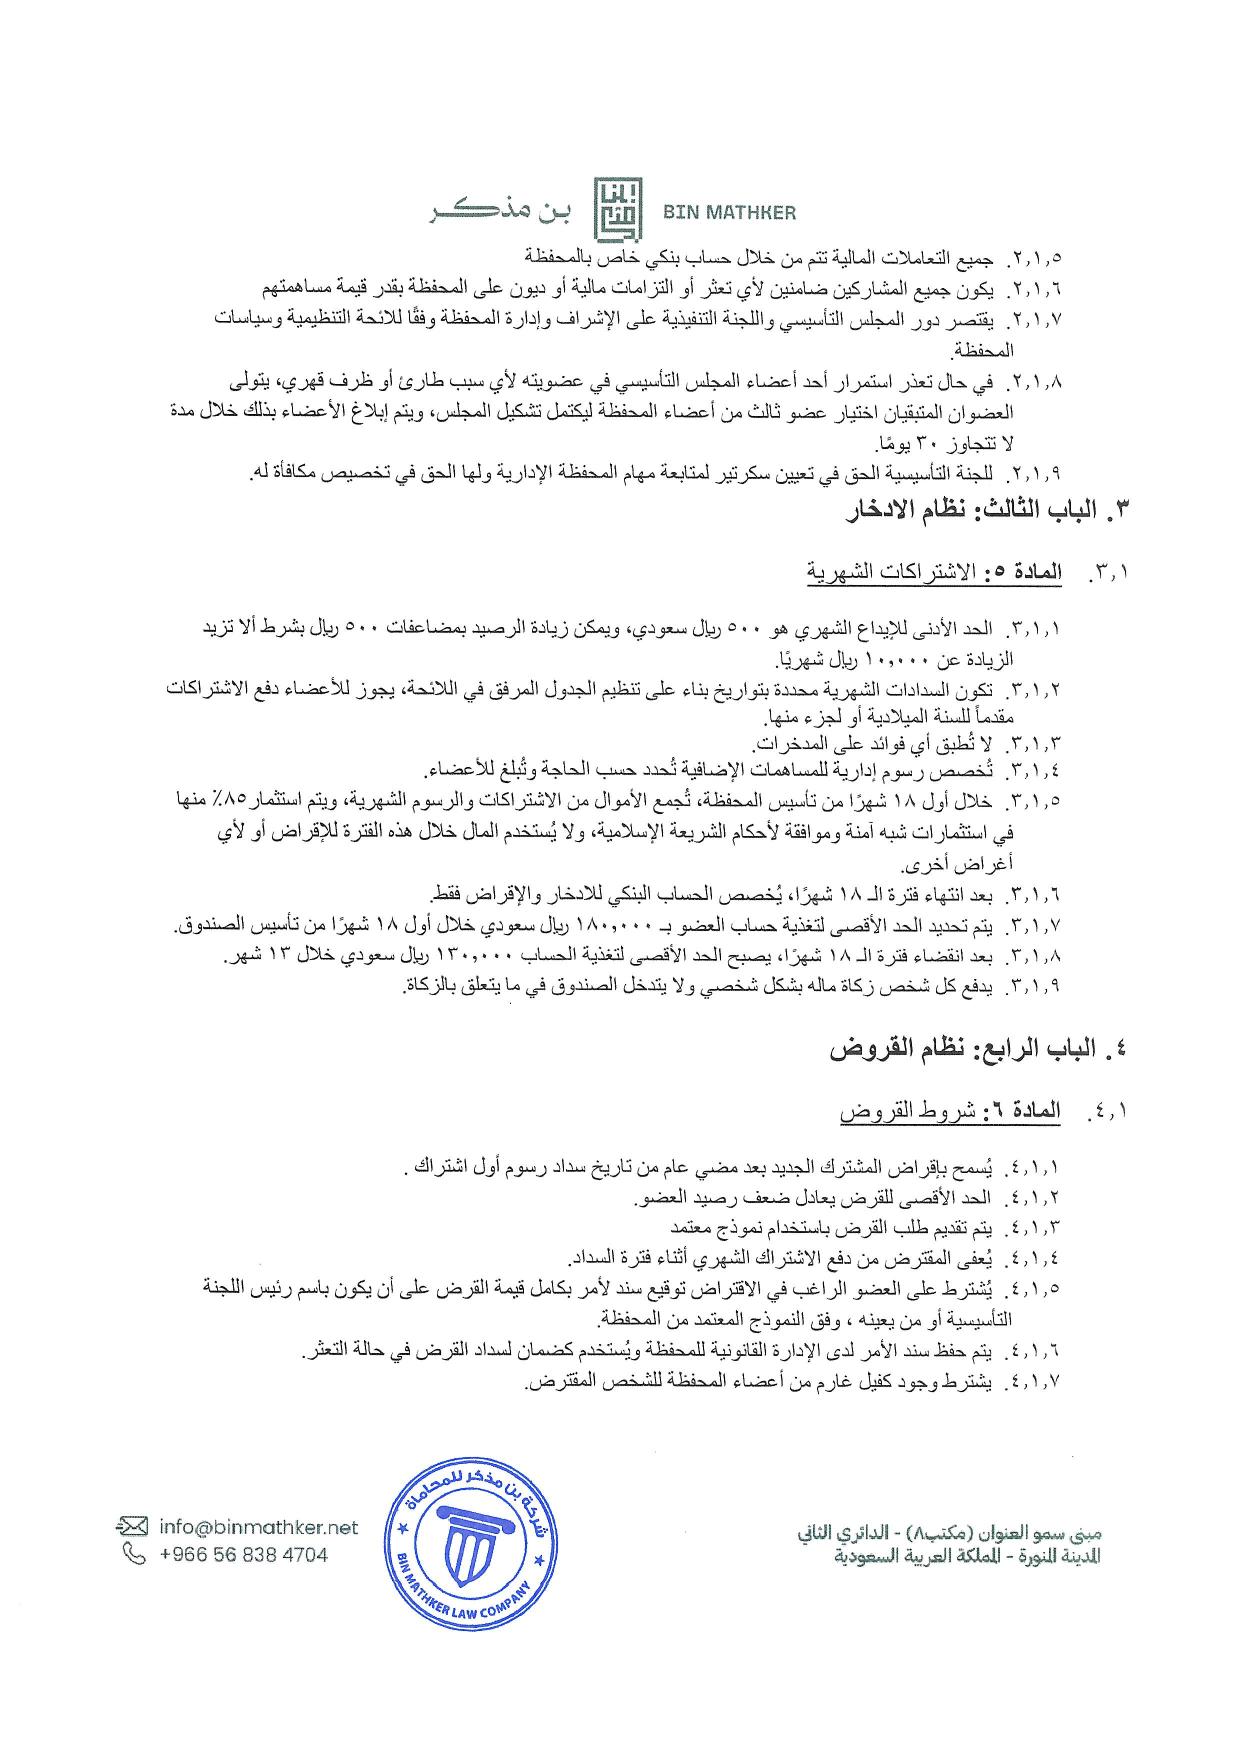 بن مذكر
BIN MATHKER
٢,١,٥. جميع التعاملات المالية تتم من خلال حساب بنكي خاص بالمحفظة
٢,١,٦. يكون جميع المشاركين ضامنين لأي تعثر أو التزامات مالية أو ديون على المحفظة بقدر قيمة مساهمتهم
٢,١,٧. يقتصر دور المجلس التأسيسي واللجنة التنفيذية على الإشراف وإدارة المحفظة وفقًا للائحة التنظيمية وسياسات
المحفظة.
٢,١,٨. في حال تعذر استمرار أحد أعضاء المجلس التأسيسي في عضويته لأي سبب طارئ أو ظرف قهري، يتولى
العضوان المتبقيان اختيار عضو ثالث من أعضاء المحفظة ليكتمل تشكيل المجلس، ويتم إبلاغ الأعضاء بذلك خلال مدة
لا تتجاوز ٣٠ يومًا.
٢,١,٩. للجنة التأسيسية الحق في تعيين سكرتير لمتابعة مهام المحفظة الإدارية ولها الحق في تخصيص مكافأة له.
٣. الباب الثالث: نظام الادخار
٣,١. المادة ٥: الاشتراكات الشهرية
٣,١,١. الحد الأدنى للإيداع الشهري هو ٥٠٠ ريال سعودي، ويمكن زيادة الرصيد بمضاعفات ٥٠٠ ريال بشرط ألا تزيد
الزيادة عن ١٠,٠٠٠ ريال شهريًا.
٣,١,٢. تكون السدادات الشهرية محددة بتواريخ بناء على تنظيم الجدول المرفق في اللائحة، يجوز للأعضاء دفع الاشتراكات
مقدماً للسنة الميلادية أو لجزء منها.
٣,١,٣. لا تُطبق أي فوائد على المدخرات.
٣,١,٤. تُخصص رسوم إدارية للمساهمات الإضافية تُحدد حسب الحاجة وتُبلغ للأعضاء.
٣,١,٥. خلال أول ١٨ شهرًا من تأسيس المحفظة، تُجمع الأموال من الاشتراكات والرسوم الشهرية، ويتم استثمار ٨٥٪ منها
في استثمارات شبه آمنة وموافقة لأحكام الشريعة الإسلامية، ولا يُستخدم المال خلال هذه الفترة للإقراض أو لأي
أغراض أخرى.
٣,١,٦. بعد انتهاء فترة الـ ١٨ شهرًا، يُخصص الحساب البنكي للادخار والإقراض فقط.
٣,١,٧. يتم تحديد الحد الأقصى لتغذية حساب العضو بـ ١٨٠,٠٠٠ ريال سعودي خلال أول ١٨ شهرًا من تأسيس الصندوق.
٣,١,٨. بعد انقضاء فترة الـ ١٨ شهرًا، يصبح الحد الأقصى لتغذية الحساب ١٣٠,٠٠٠ ريال سعودي خلال ١٣ شهر.
٣,١,٩. يدفع كل شخص زكاة ماله بشكل شخصي ولا يتدخل الصندوق في ما يتعلق بالزكاة.
٤. الباب الرابع: نظام القروض
٤,١. المادة ٦: شروط القروض
٤,١,١. يُسمح بإقراض المشترك الجديد بعد مضي عام من تاريخ سداد رسوم أول اشتراك .
٤,١,٢. الحد الأقصى للقرض يعادل ضعف رصيد العضو.
٤,١,٣. يتم تقديم طلب القرض باستخدام نموذج معتمد
٤,١,٤. يُعفى المقترض من دفع الاشتراك الشهري أثناء فترة السداد.
٤,١,٥. يُشترط على العضو الراغب في الاقتراض توقيع سند لأمر بكامل قيمة القرض على أن يكون باسم رئيس اللجنة
التأسيسية أو من يعينه ، وفق النموذج المعتمد من المحفظة.
٤,١,٦. يتم حفظ سند الأمر لدى الإدارة القانونية للمحفظة ويُستخدم كضمان لسداد القرض في حالة التعثر.
٤,١,٧. يشترط وجود كفيل غارم من أعضاء المحفظة للشخص المقترض.
شركة بن مذكر للمحاماة
BIN MATHKER LAW COMPANY
info@binmathker.net
+966 56 838 4704
مبنى سمو العنوان (مكتب٨) - الدائري الثاني
المدينة المنورة - المملكة العربية السعودية